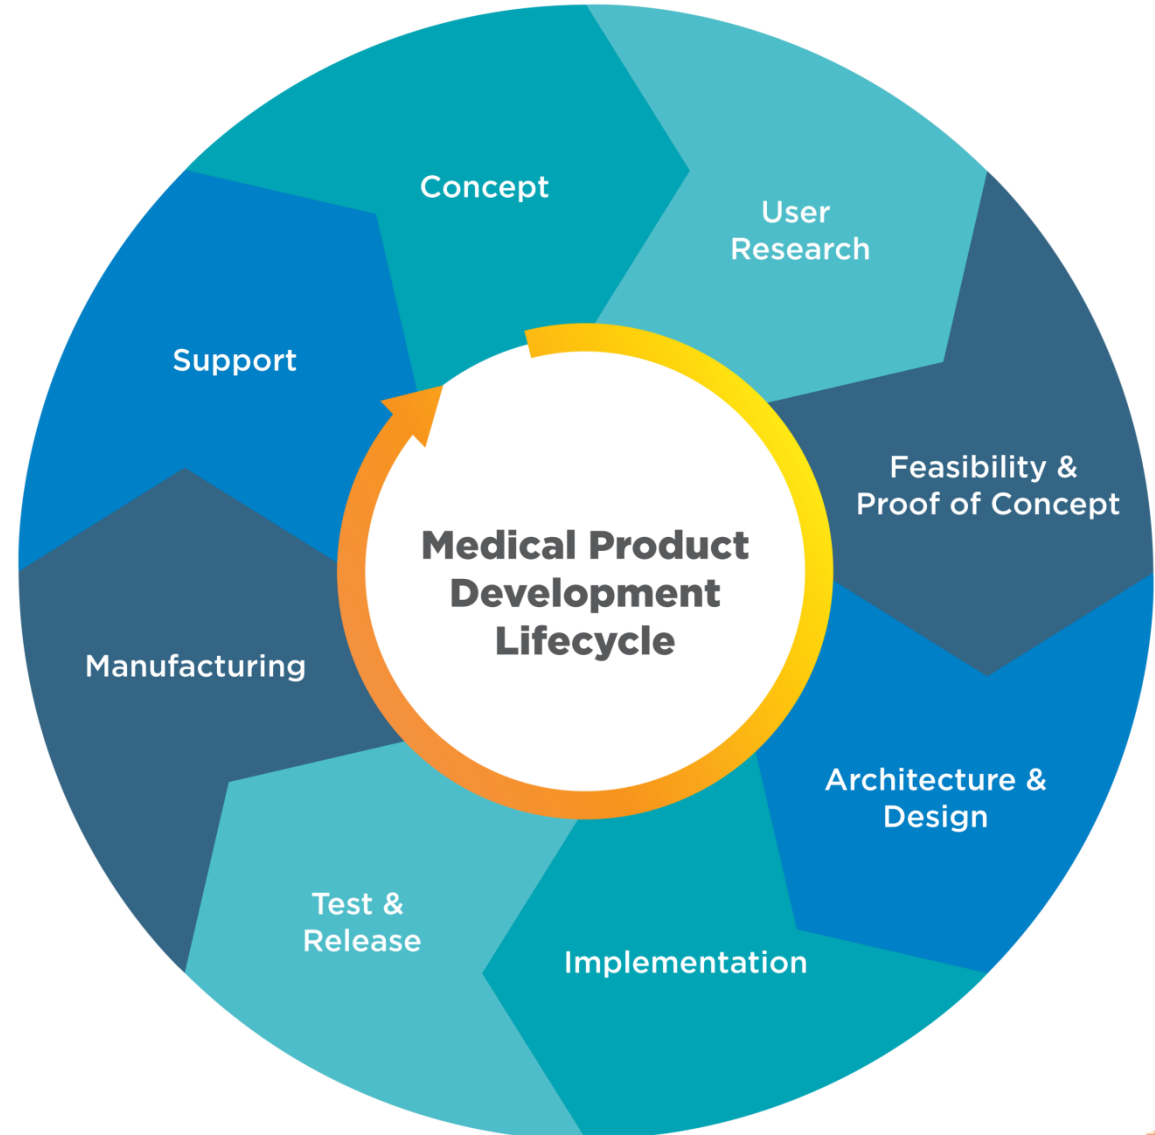 Concept
User
Research
Feasibility &
Proof of Concept
Architecture &
Design
Implementation
Test &
Release
Manufacturing
Support
Medical Product
Development
Lifecycle